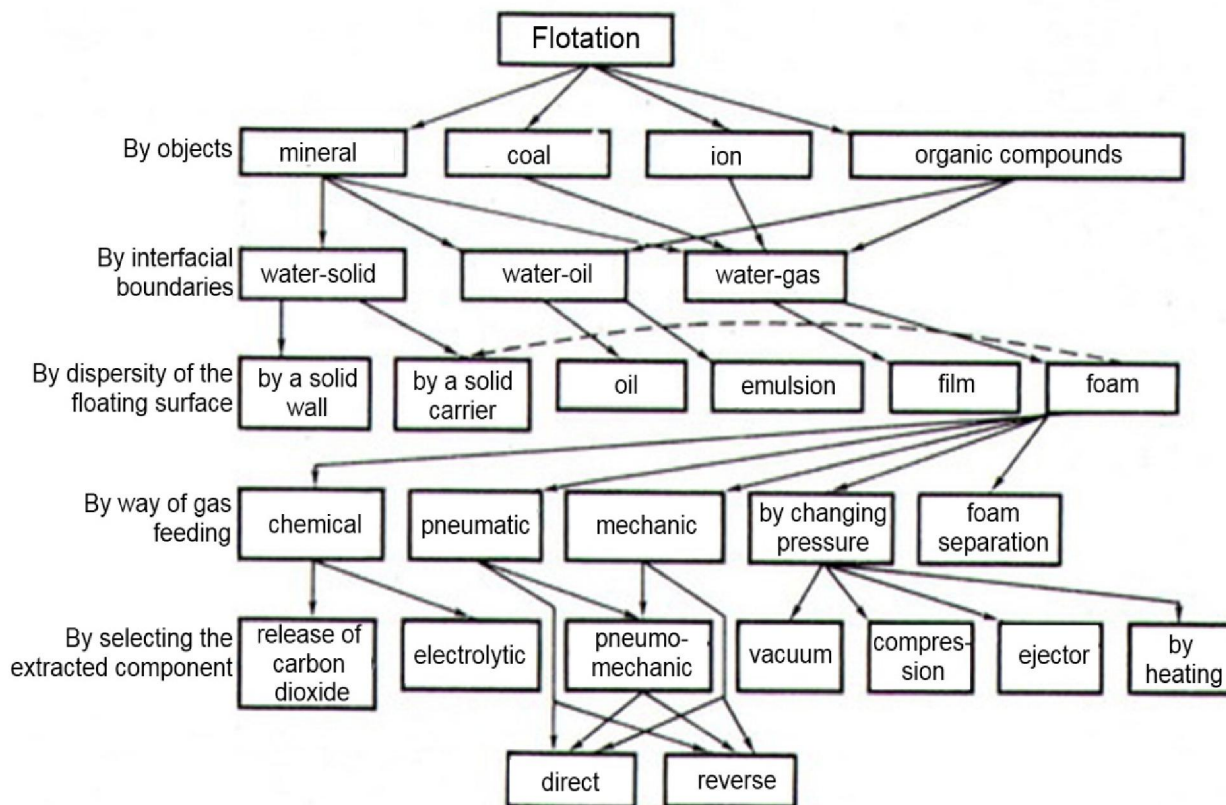 Flotation
By objects
mineral
coal
ion
organic compounds
By interfacial
boundaries
water-solid
water-oil
water-gas
By dispersity of the
floating surface
by a solid
wall
by a solid
carrier
oil
emulsion
film
foam
By way of gas
feeding
chemical
pneumatic
mechanic
by changing
pressure
foam
separation
By selecting the
extracted component
release of
carbon
dioxide
electrolytic
pneumo-
mechanic
vacuum
compres-
sion
ejector
by
heating
direct
reverse